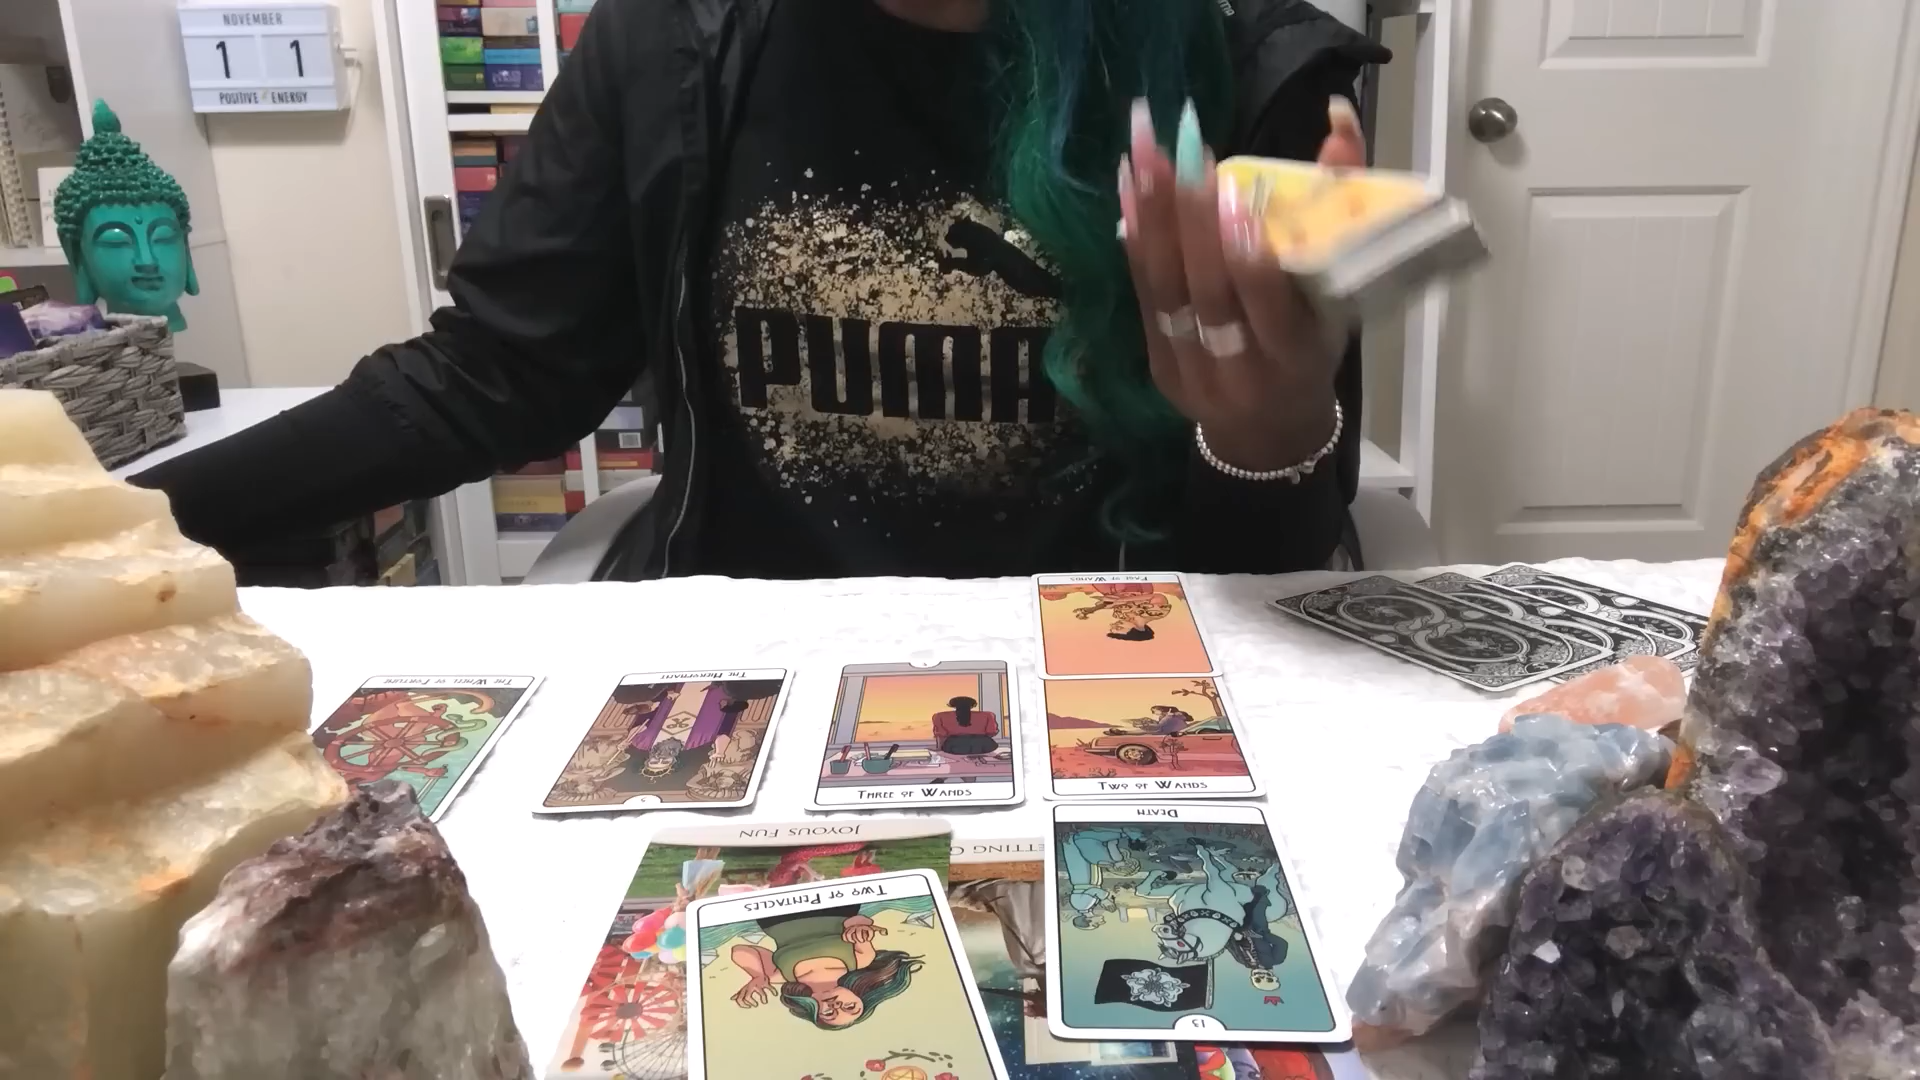 NOVEMBER
1 1
POSITIVE ENERGY
PUMA
PAGE OF WANDS
THE WHEEL OF FORTUNE
THE HIEROPHANT
5
THREE OF WANDS
TWO OF WANDS
DEATH
13
JOYOUS FUN
TWO OF PENTACLES